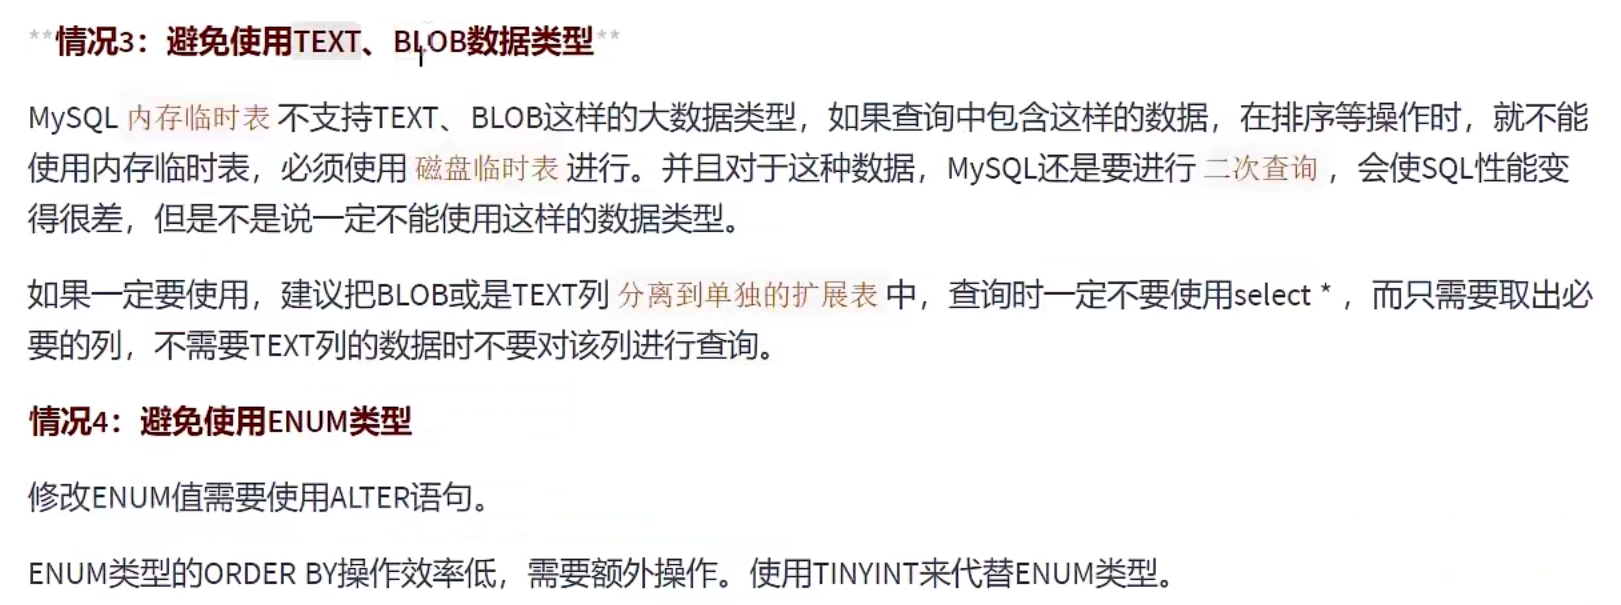 **情况3：避免使用TEXT、BLOB数据类型**
MySQL 内存临时表 不支持TEXT、BLOB这样的大数据类型，如果查询中包含这样的数据，在排序等操作时，就不能
使用内存临时表，必须使用 磁盘临时表 进行。并且对于这种数据，MySQL还是要进行 二次查询 ，会使SQL性能变
得很差，但是不是说一定不能使用这样的数据类型。
如果一定要使用，建议把BLOB或是TEXT列 分离到单独的扩展表 中，查询时一定不要使用select * ，而只需要取出必
要的列，不需要TEXT列的数据时不要对该列进行查询。
情况4：避免使用ENUM类型
修改ENUM值需要使用ALTER语句。
ENUM类型的ORDER BY操作效率低，需要额外操作。使用TINYINT来代替ENUM类型。